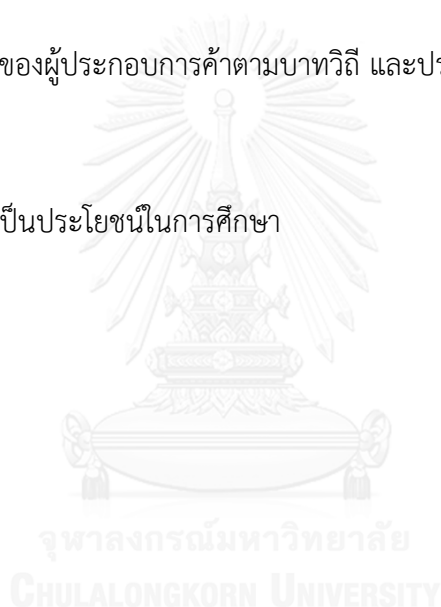 ของผู้ประกอบการค้าตามบาทวิถี และปร
เป็นประโยชน์ในการศึกษา
จุฬาลงกรณ์มหาวิทยาลัย
CHULALONGKORN UNIVERSITY